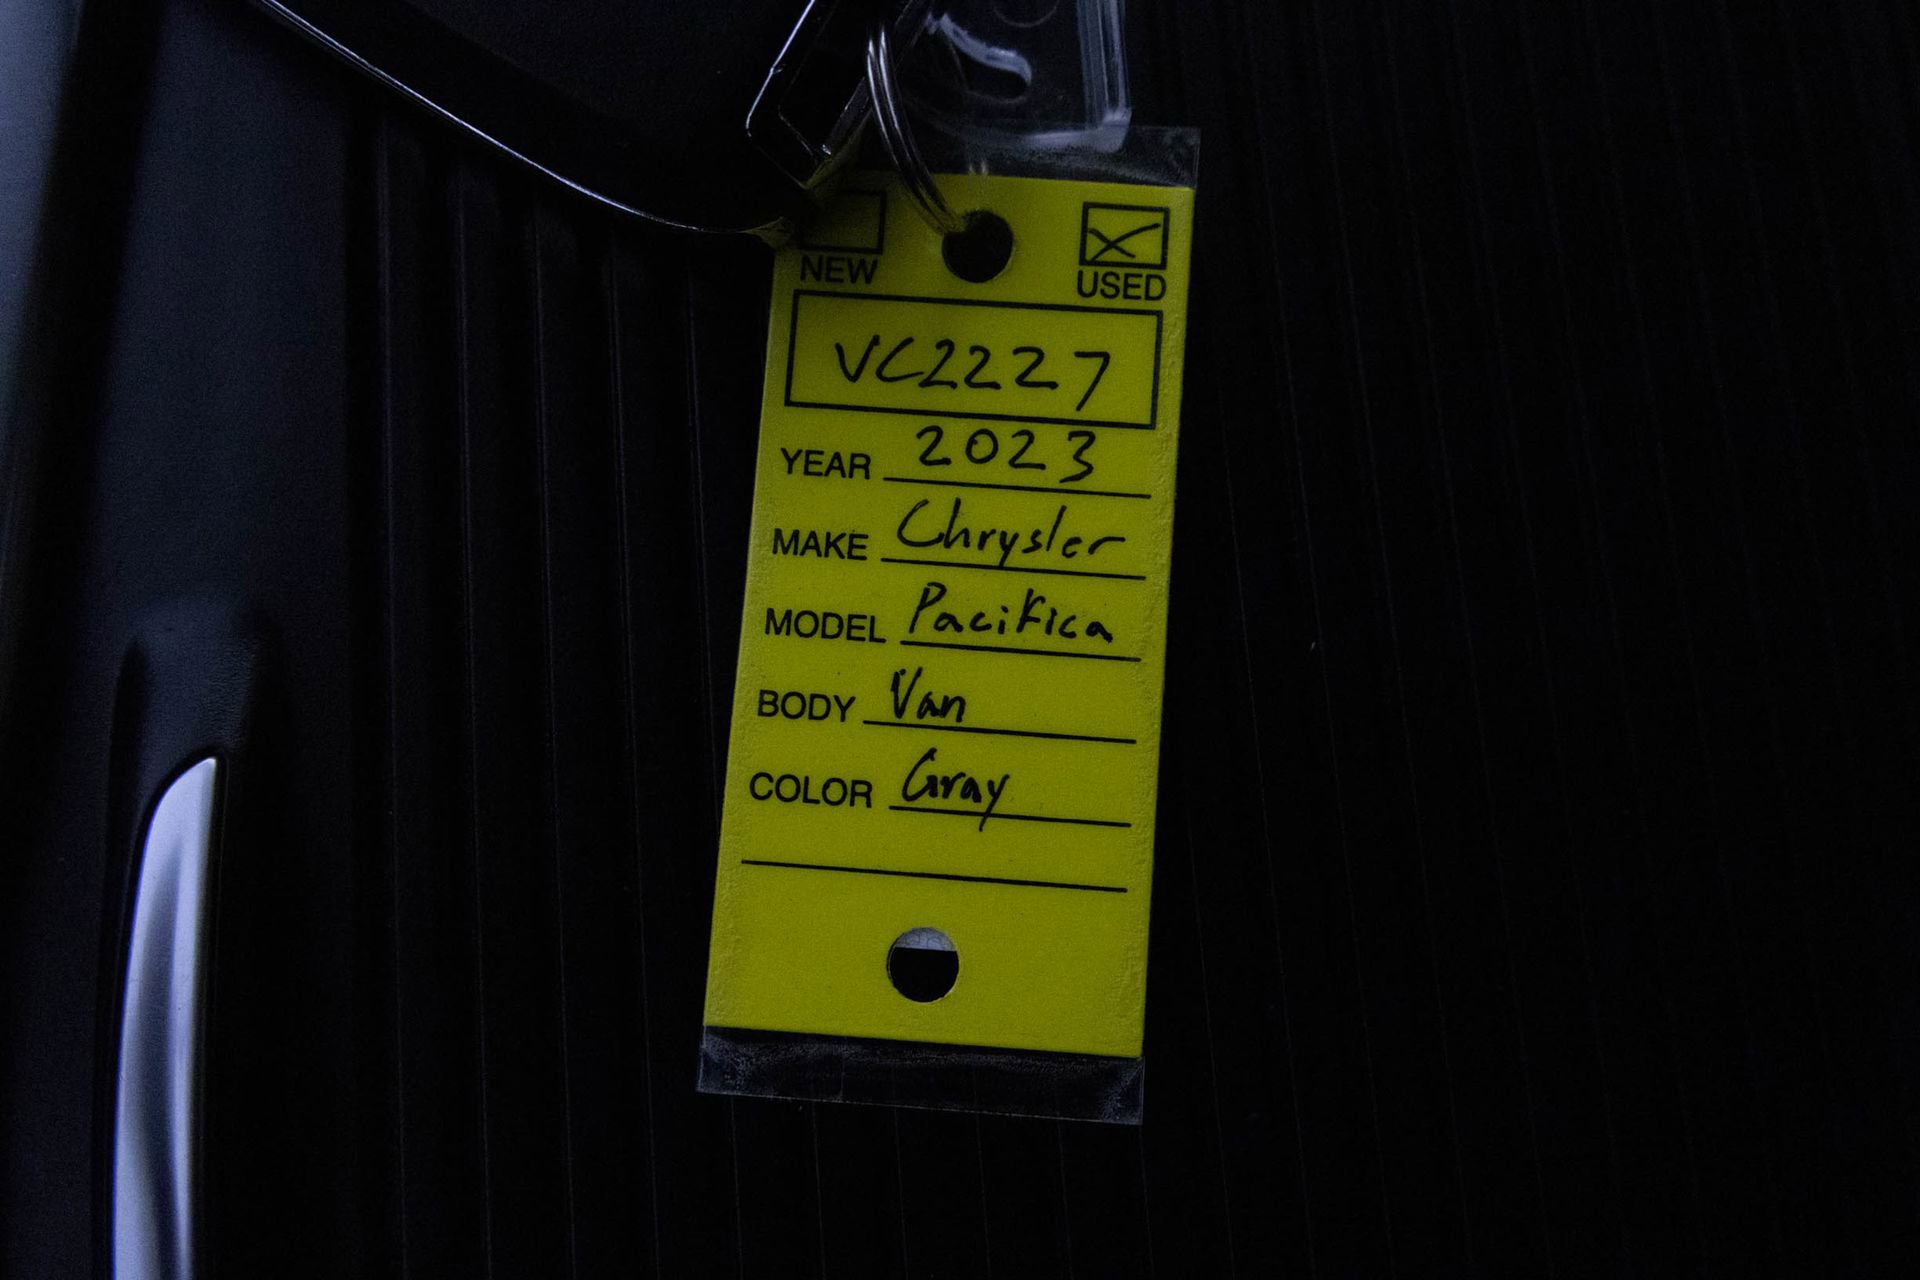 NEW USED
VC2227
YEAR 2023
MAKE Chrysler
MODEL Pacifica
BODY Van
COLOR Gray